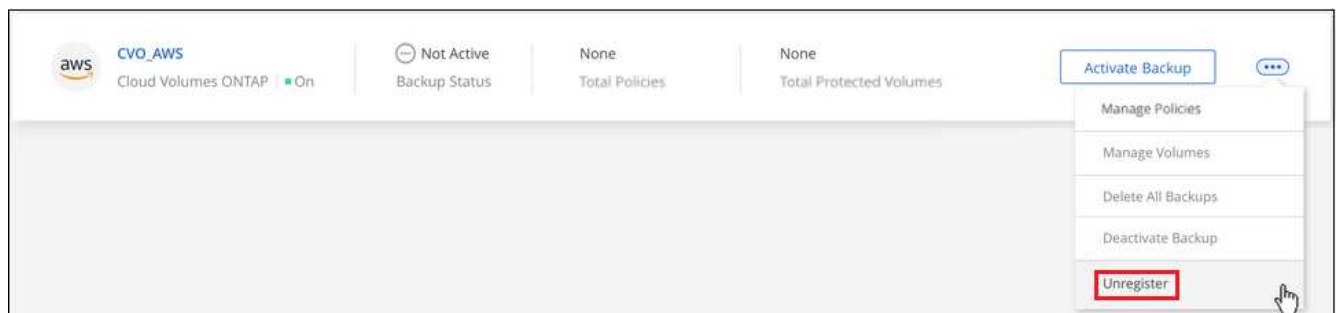 aws
CVO_AWS
Cloud Volumes ONTAP
On
Not Active
Backup Status
None
Total Policies
None
Total Protected Volumes
Activate Backup
Manage Policies
Manage Volumes
Delete All Backups
Deactivate Backup
Unregister